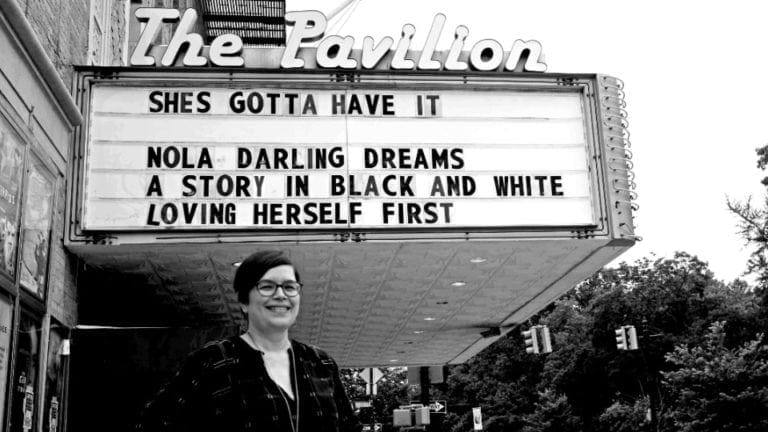 The Pavilion
SHES GOTTA HAVE IT
NOLA DARLING DREAMS
A STORY IN BLACK AND WHITE
LOVING HERSELF FIRST